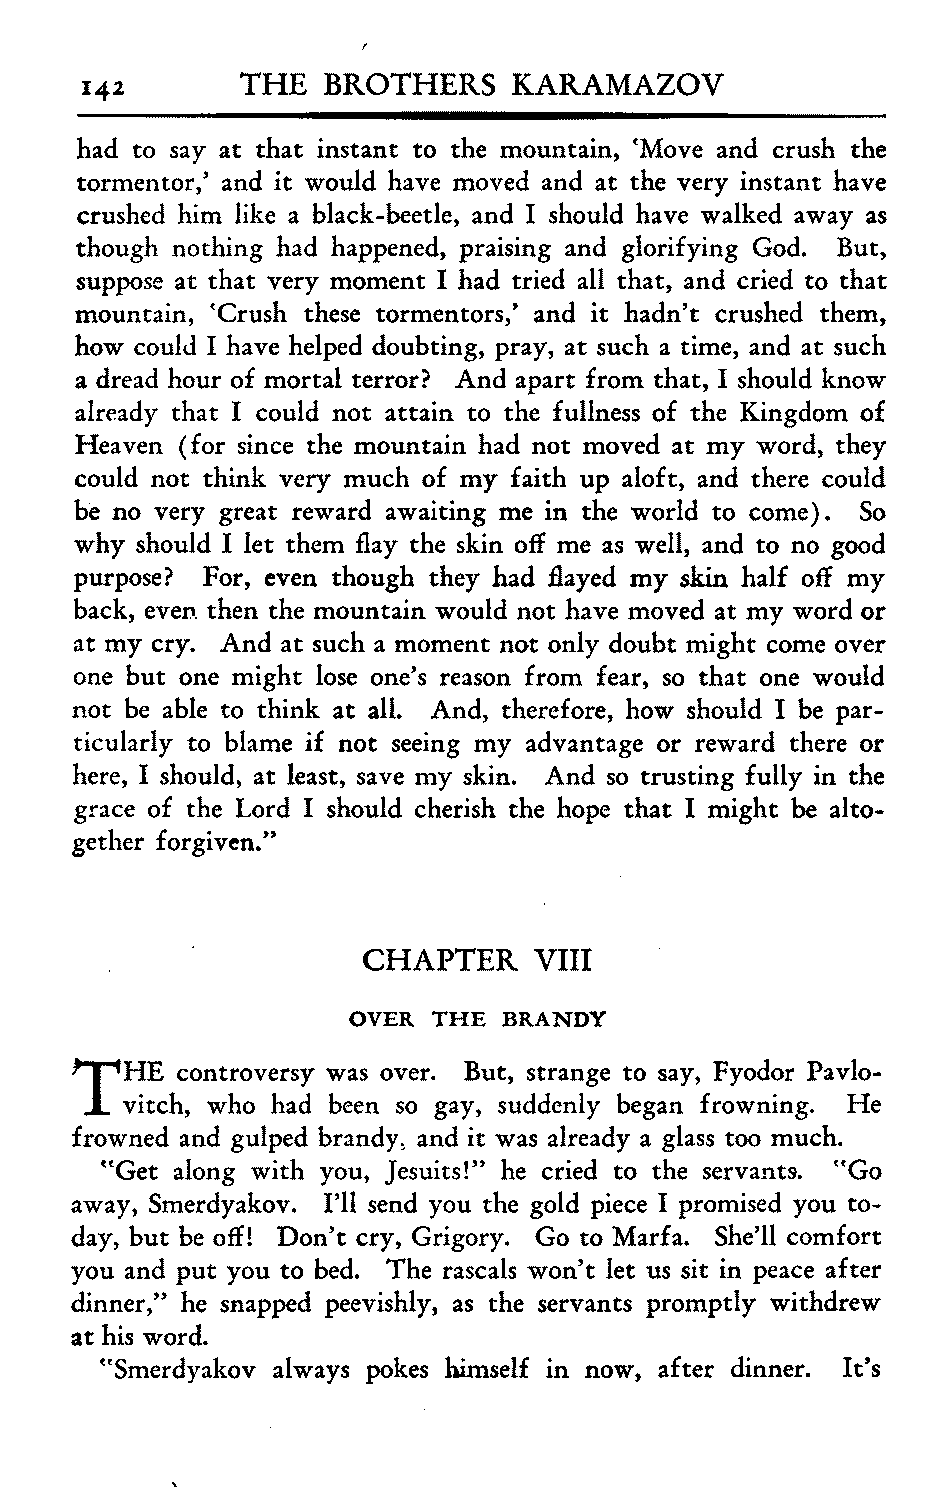 142 THE BROTHERS KARAMAZOV
had to say at that instant to the mountain, 'Move and crush the
tormentor,' and it would have moved and at the very instant have
crushed him like a black-beetle, and I should have walked away as
though nothing had happened, praising and glorifying God. But,
suppose at that very moment I had tried all that, and cried to that
mountain, 'Crush these tormentors,' and it hadn't crushed them,
how could I have helped doubting, pray, at such a time, and at such
a dread hour of mortal terror? And apart from that, I should know
already that I could not attain to the fullness of the Kingdom of
Heaven (for since the mountain had not moved at my word, they
could not think very much of my faith up aloft, and there could
be no very great reward awaiting me in the world to come). So
why should I let them flay the skin off me as well, and to no good
purpose? For, even though they had flayed my skin half off my
back, even then the mountain would not have moved at my word or
at my cry. And at such a moment not only doubt might come over
one but one might lose one's reason from fear, so that one would
not be able to think at all. And, therefore, how should I be par-
ticularly to blame if not seeing my advantage or reward there or
here, I should, at least, save my skin. And so trusting fully in the
grace of the Lord I should cherish the hope that I might be alto-
gether forgiven."
CHAPTER VIII
OVER THE BRANDY
THE controversy was over. But, strange to say, Fyodor Pavlo-
vitch, who had been so gay, suddenly began frowning. He
frowned and gulped brandy, and it was already a glass too much.
"Get along with you, Jesuits!" he cried to the servants. "Go
away, Smerdyakov. I'll send you the gold piece I promised you to-
day, but be off! Don't cry, Grigory. Go to Marfa. She'll comfort
you and put you to bed. The rascals won't let us sit in peace after
dinner," he snapped peevishly, as the servants promptly withdrew
at his word.
"Smerdyakov always pokes himself in now, after dinner. It's